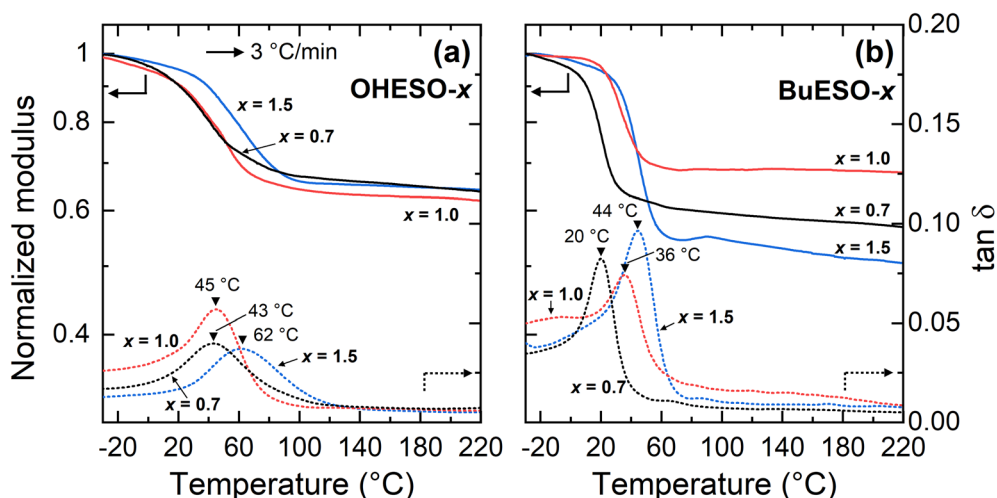 (a)
→ 3 °C/min
OHESO-x
x = 1.5
x = 0.7
x = 1.0
45 °C
43 °C
62 °C
x = 1.0
x = 1.5
x = 0.7
Normalized modulus
1
0.8
0.6
0.4
-20 20 60 100 140 180 220
Temperature (°C)
(b)
BuESO-x
x = 1.0
x = 0.7
x = 1.5
44 °C
20 °C
36 °C
x = 1.0
x = 1.5
x = 0.7
0.20
0.15
0.10
0.05
0.00
tan δ
-20 20 60 100 140 180 220
Temperature (°C)